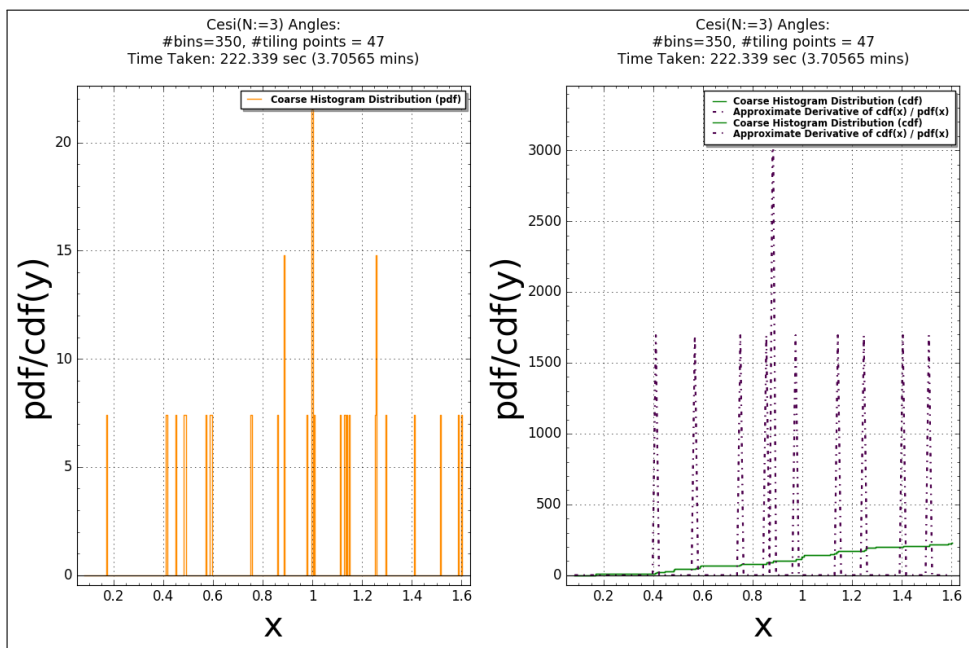 Cesi(N:=3) Angles:
#bins=350, #tiling points = 47
Time Taken: 222.339 sec (3.70565 mins)
Coarse Histogram Distribution (pdf)
pdf/cdf(y)
20
15
10
5
0
0.2 0.4 0.6 0.8 1 1.2 1.4 1.6
x
Cesi(N:=3) Angles:
#bins=350, #tiling points = 47
Time Taken: 222.339 sec (3.70565 mins)
Coarse Histogram Distribution (cdf)
Approximate Derivative of cdf(x) / pdf(x)
Coarse Histogram Distribution (cdf)
Approximate Derivative of cdf(x) / pdf(x)
pdf/cdf(y)
3000
2500
2000
1500
1000
500
0
0.2 0.4 0.6 0.8 1 1.2 1.4 1.6
x